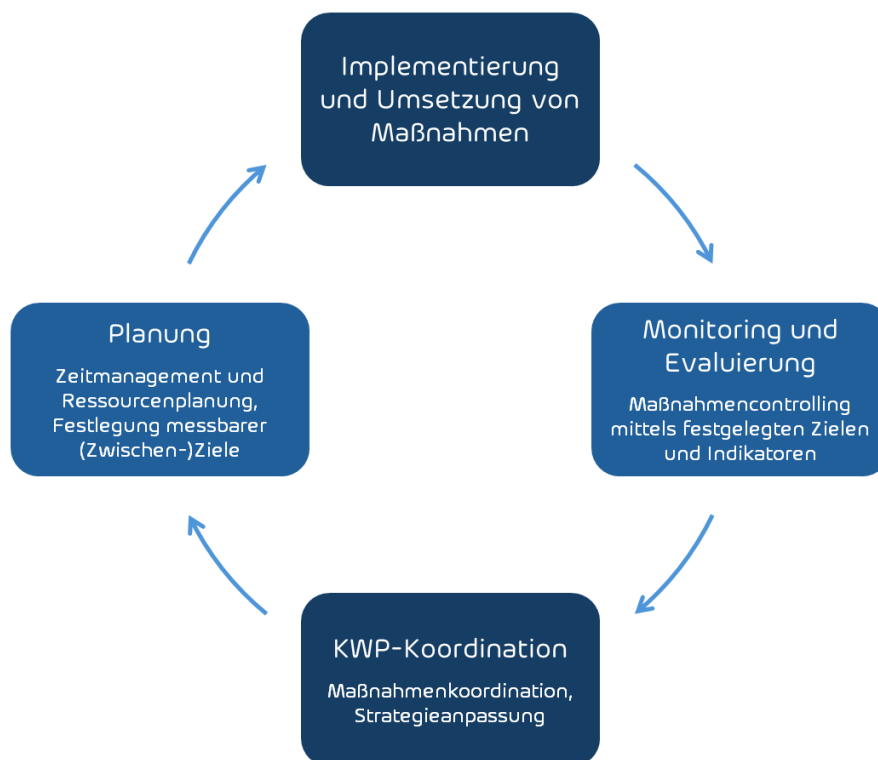 Implementierung
und Umsetzung von
Maßnahmen
Planung
Zeitmanagement und
Ressourcenplanung,
Festlegung messbarer
(Zwischen-)Ziele
Monitoring und
Evaluierung
Maßnahmencontrolling
mittels festgelegten Zielen
und Indikatoren
KWP-Koordination
Maßnahmenkoordination,
Strategieanpassung